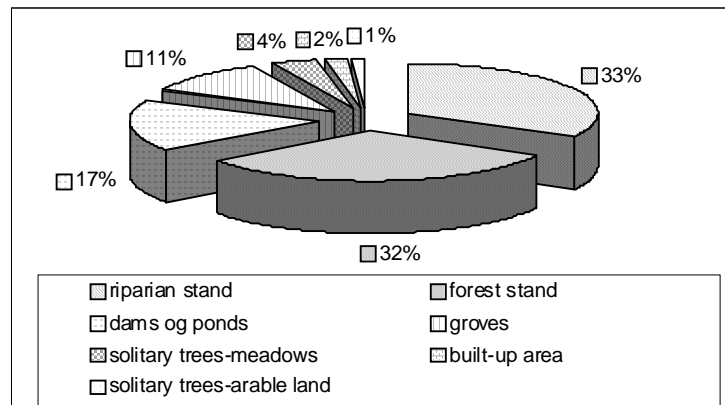 4% 2% 1%
11% 33%
17%
32%
riparian stand forest stand
dams og ponds groves
solitary trees-meadows built-up area
solitary trees-arable land